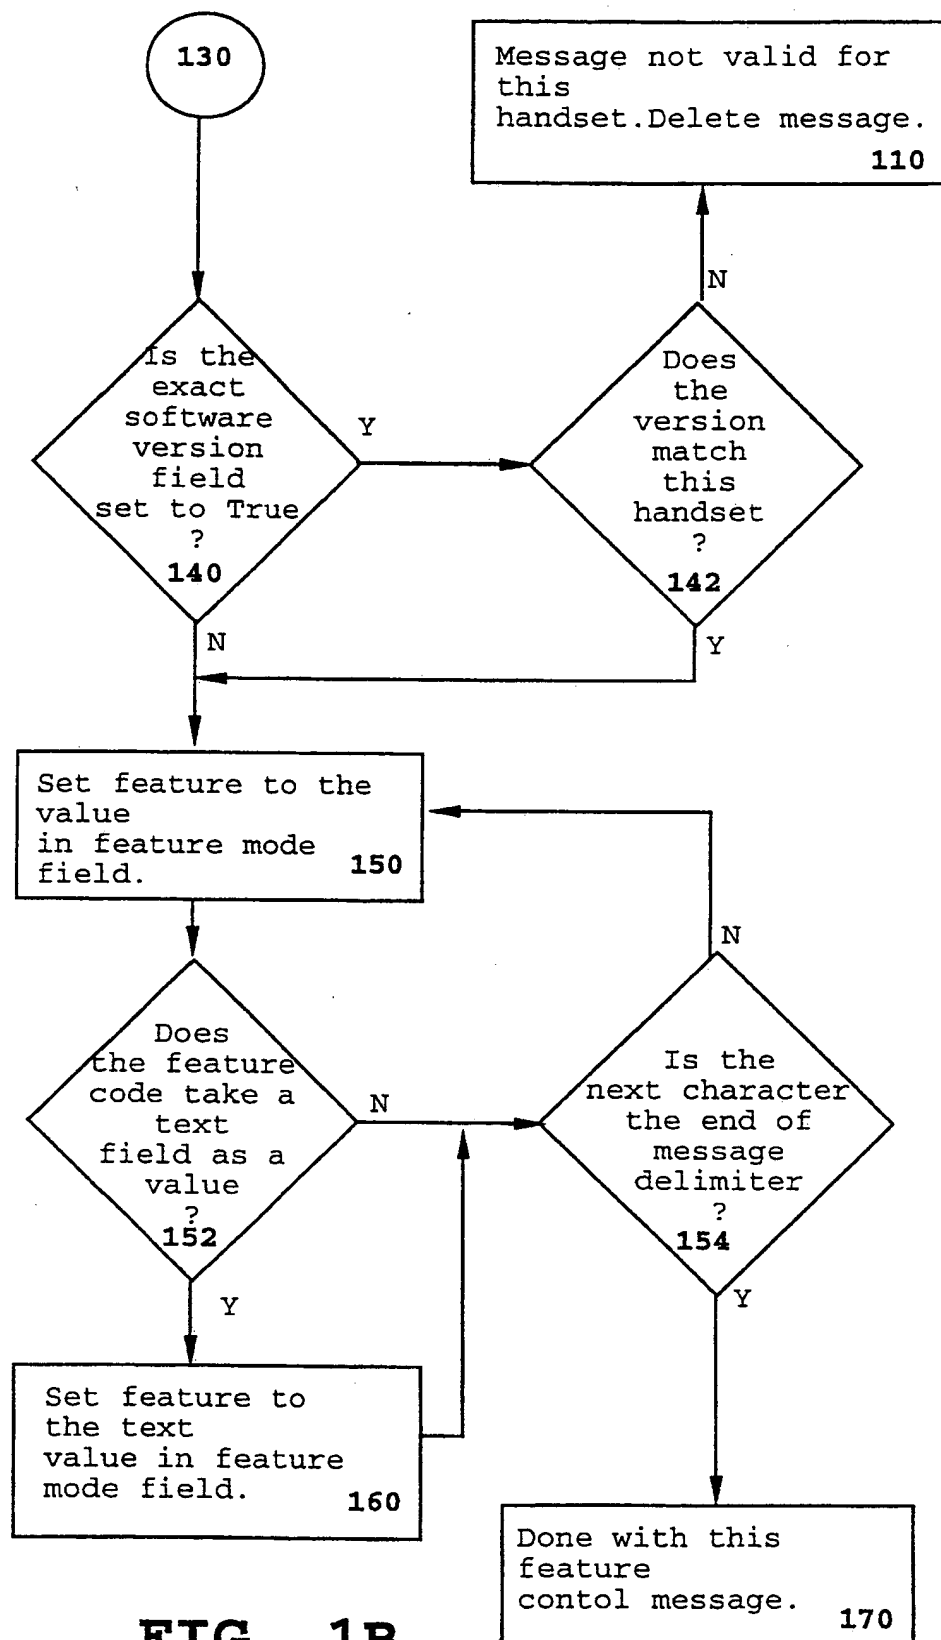 130
Message not valid for
this
handset.Delete message.
110
N
Is the
exact
software
version
field
set to True
?
140
Y
Does
the
version
match
this
handset
?
142
N
Y
Set feature to the
value
in feature mode
field.
150
N
Does
the feature
code take a
text
field as a
value
?
152
N
Is the
next character
the end of
message
delimiter
?
154
Y
Y
Set feature to
the text
value in feature
mode field.
160
Done with this
feature
contol message.
170
FIG. 1B